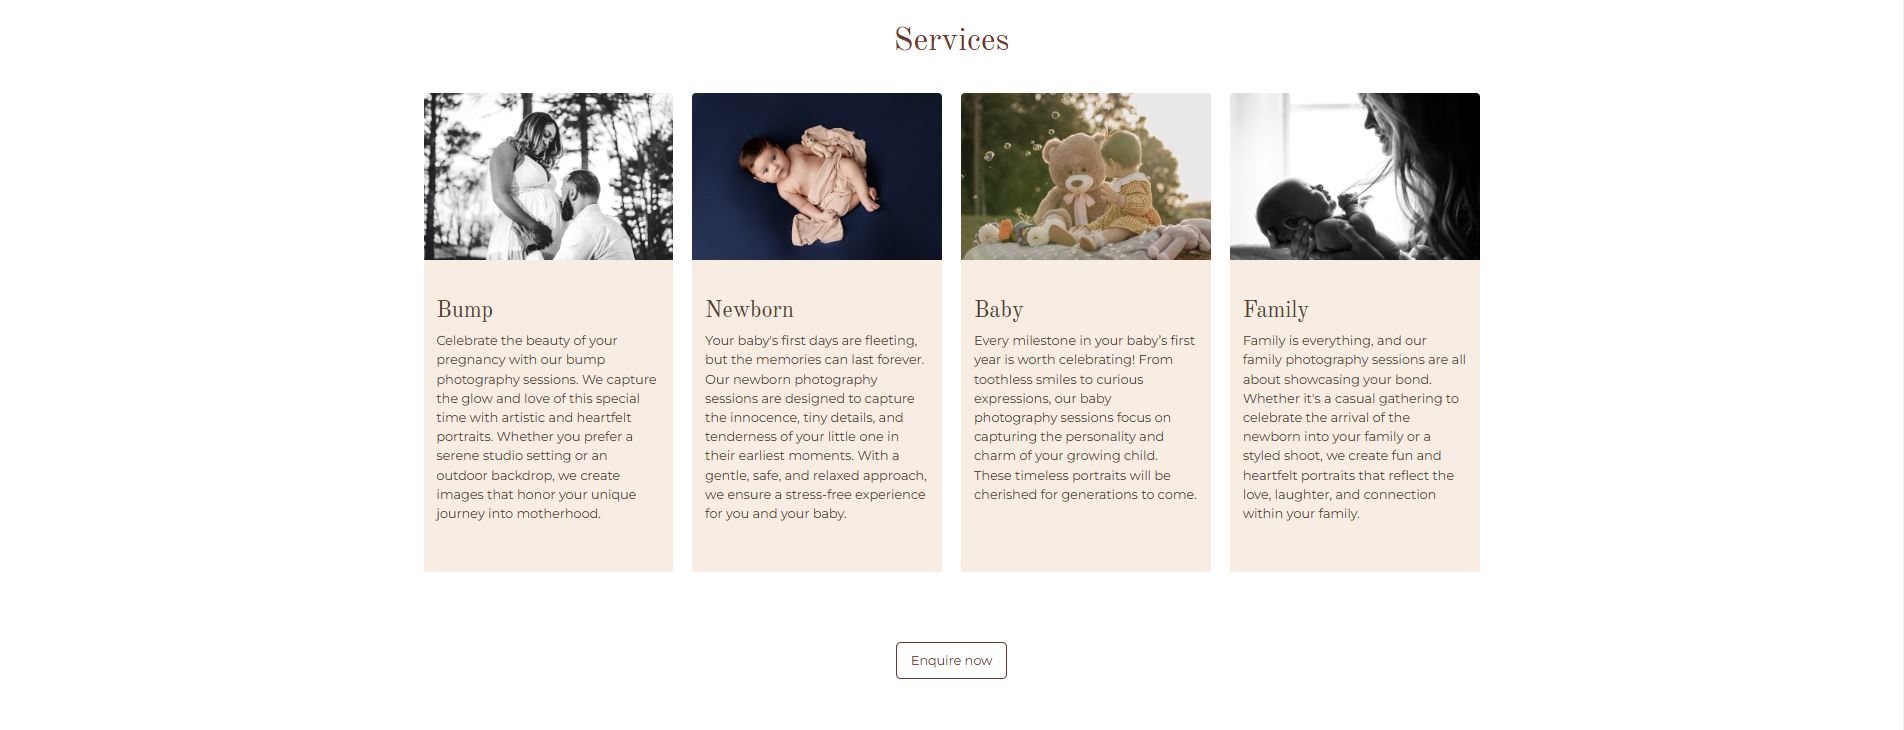 Services
Bump
Celebrate the beauty of your
pregnancy with our bump
photography sessions. We capture
the glow and love of this special
time with artistic and heartfelt
portraits. Whether you prefer a
serene studio setting or an
outdoor backdrop, we create
images that honor your unique
journey into motherhood.
Newborn
Your baby's first days are fleeting,
but the memories can last forever.
Our newborn photography
sessions are designed to capture
the innocence, tiny details, and
tenderness of your little one in
their earliest moments. With a
gentle, safe, and relaxed approach,
we ensure a stress-free experience
for you and your baby.
Baby
Every milestone in your baby’s first
year is worth celebrating! From
toothless smiles to curious
expressions, our baby
photography sessions focus on
capturing the personality and
charm of your growing child.
These timeless portraits will be
cherished for generations to come.
Family
Family is everything, and our
family photography sessions are all
about showcasing your bond.
Whether it's a casual gathering to
celebrate the arrival of the
newborn into your family or a
styled shoot, we create fun and
heartfelt portraits that reflect the
love, laughter, and connection
within your family.
Enquire now